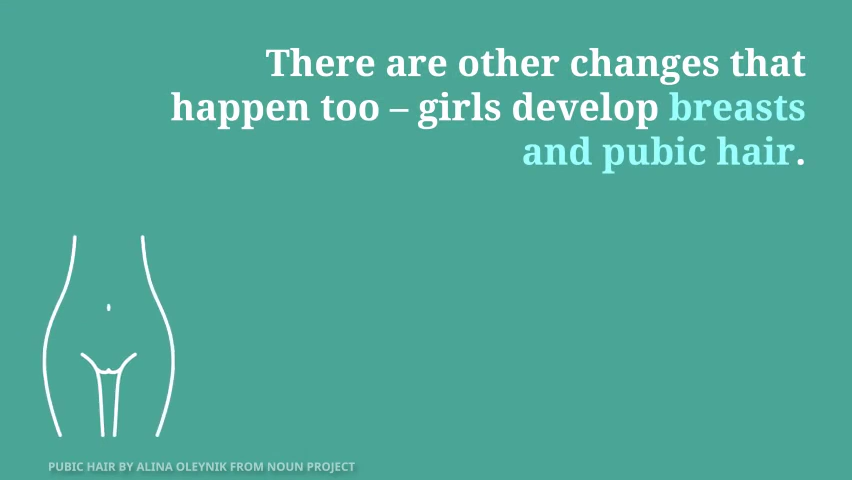 There are other changes that
happen too – girls develop breasts
and pubic hair.
PUBIC HAIR BY ALINA OLEYNIK FROM NOUN PROJECT